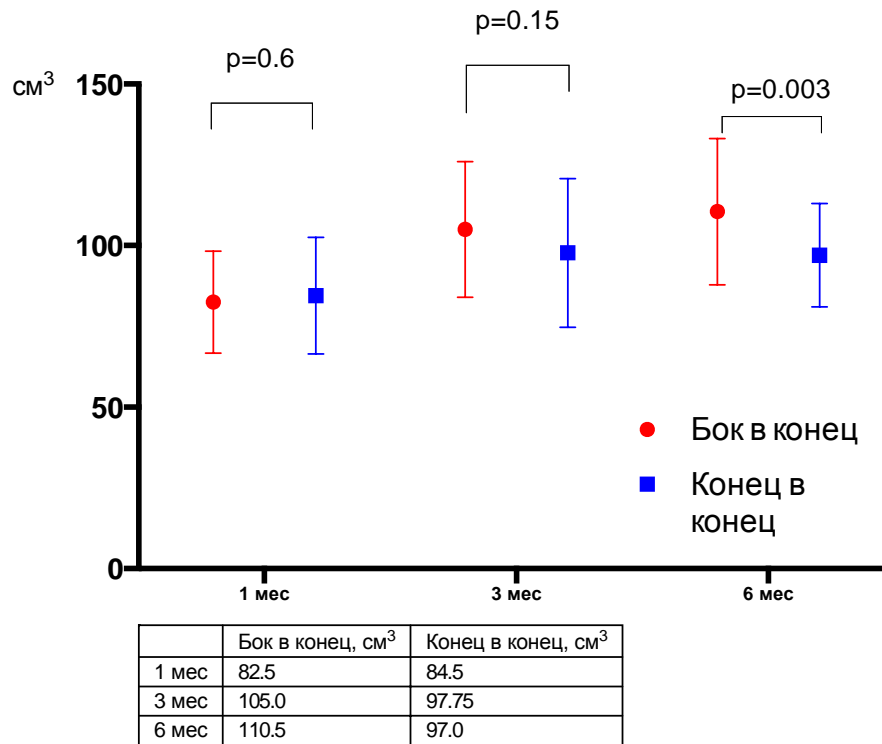 p=0.15
p=0.6
см³
150
p=0.003
100
50
Бок в конец
Конец в
конец
0
1 мес
3 мес
6 мес
Бок в конец, см³ Конец в конец, см³
1 мес 82.5 84.5
3 мес 105.0 97.75
6 мес 110.5 97.0